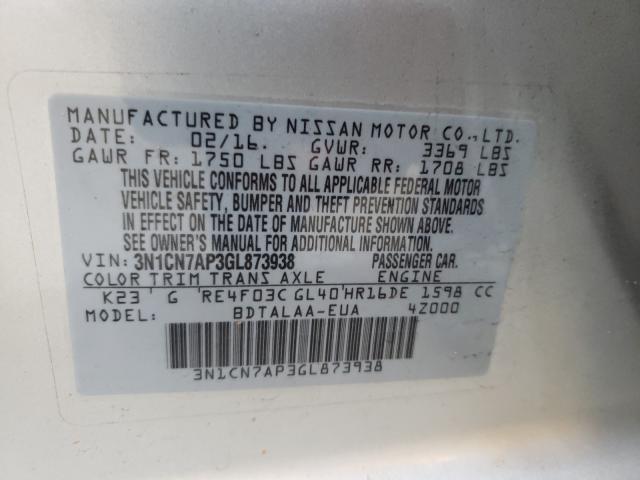 MANUFACTURED BY NISSAN MOTOR CO.,LTD.
DATE: 02/16. GVWR: 3369 LBS
GAWR FR: 1750 LBS GAWR RR: 1708 LBS
THIS VEHICLE CONFORMS TO ALL APPLICABLE FEDERAL MOTOR
VEHICLE SAFETY, BUMPER AND THEFT PREVENTION STANDARDS
IN EFFECT ON THE DATE OF MANUFACTURE SHOWN ABOVE.
SEE OWNER'S MANUAL FOR ADDITIONAL INFORMATION.
VIN: 3N1CN7AP3GL873938 PASSENGER CAR.
COLOR TRIM TRANS AXLE ENGINE
K23 ' G 'RE4F03C GL40'HR16DE 1598 CC
MODEL: BDTALAA-EUA 4Z000
3N1CN7AP3GL873938